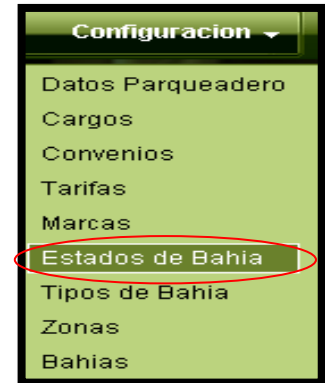 Configuracion
Datos Parqueadero
Cargos
Convenios
Tarifas
Marcas
Estados de Bahia
Tipos de Bahia
Zonas
Bahias